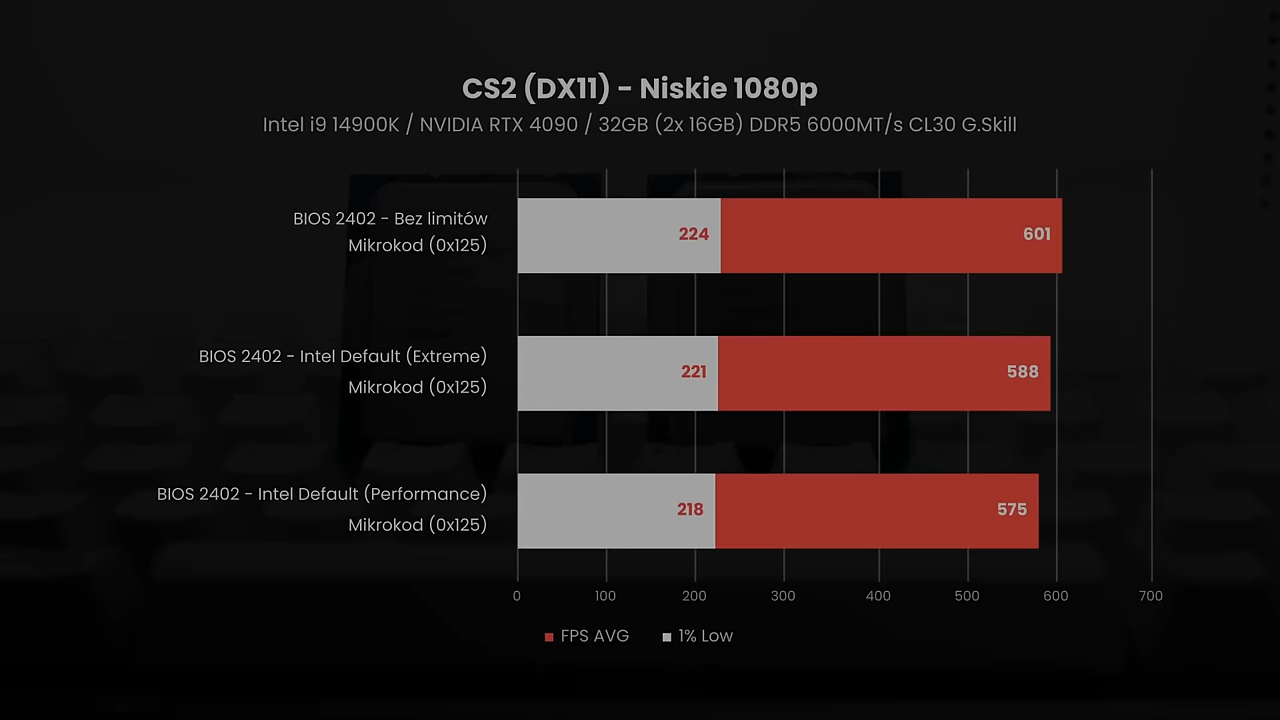 CS2 (DX11) - Niskie 1080p
Intel i9 14900K / NVIDIA RTX 4090 / 32GB (2x 16GB) DDR5 6000MT/s CL30 G.Skill
BIOS 2402 - Bez limitów
Mikrokod (0x125)
224
601
BIOS 2402 - Intel Default (Extreme)
Mikrokod (0x125)
221
588
BIOS 2402 - Intel Default (Performance)
Mikrokod (0x125)
218
575
0 100 200 300 400 500 600 700
FPS AVG 1% Low